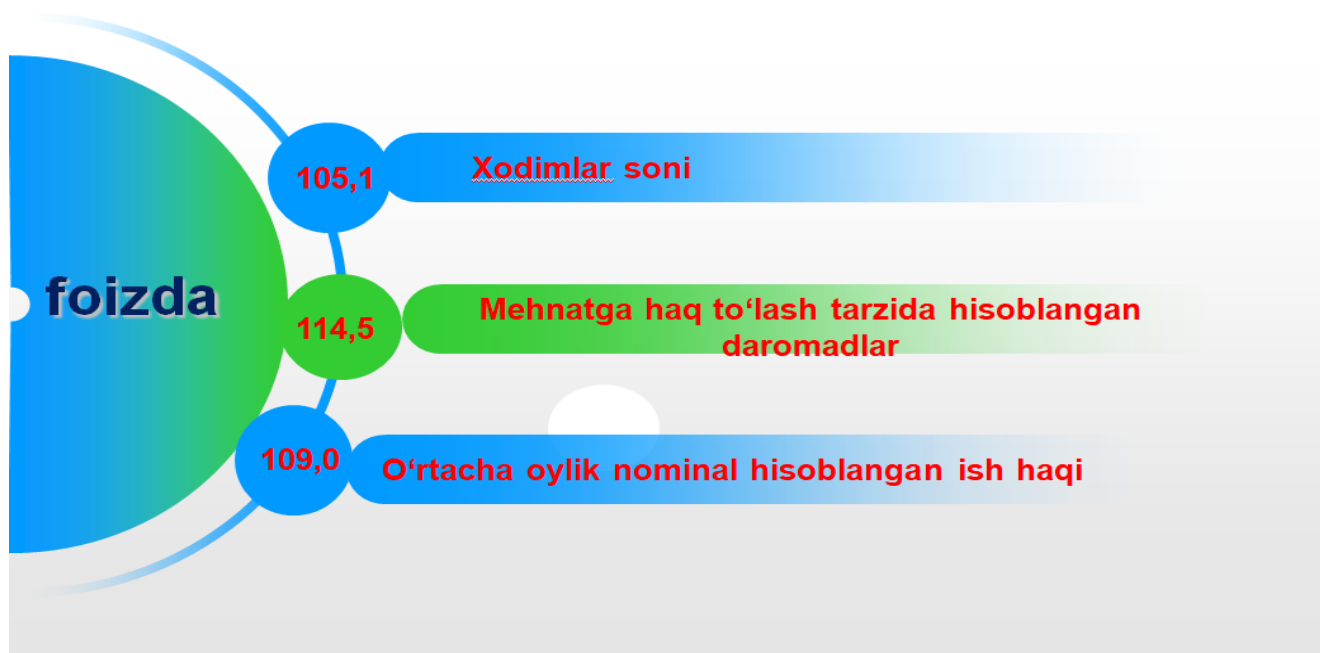 105,1
Xodimlar soni
foizda
114,5
Mehnatga haq to‘lash tarzida hisoblangan
daromadlar
109,0
O‘rtacha oylik nominal hisoblangan ish haqi